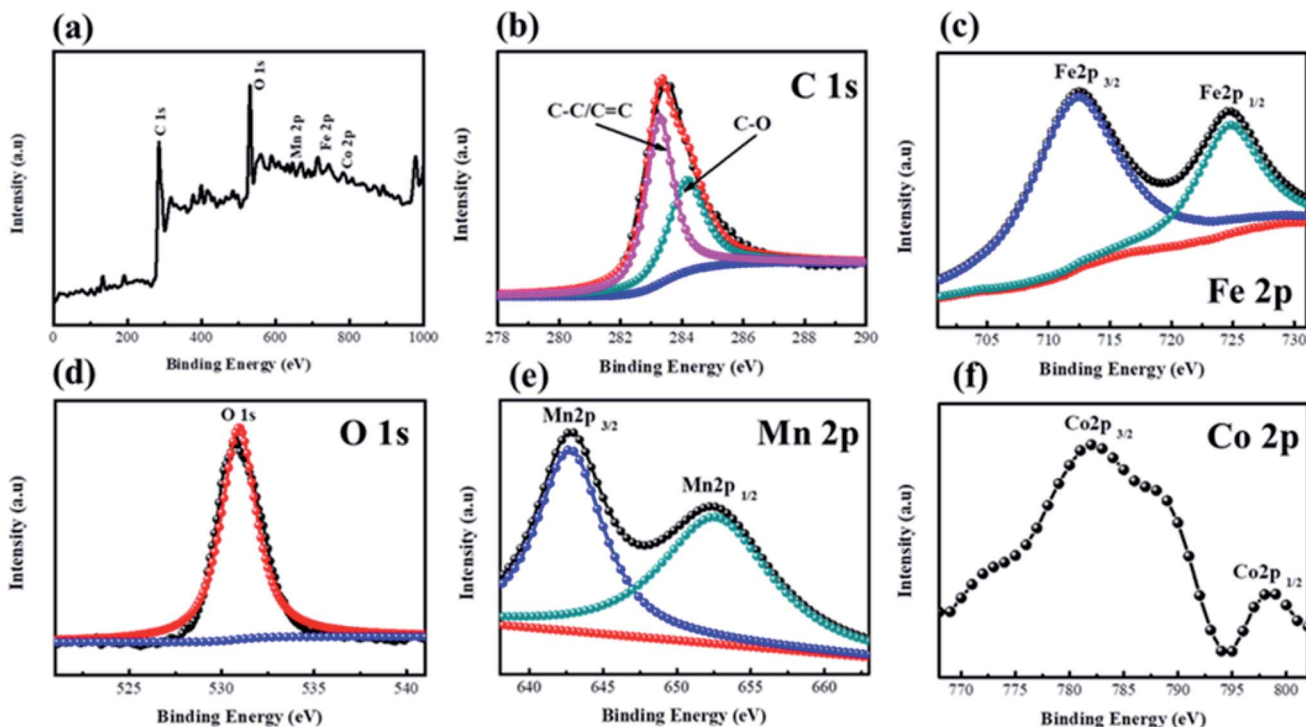 (a)
C 1s
O 1s
Mn 2p
Fe 2p
Co 2p
Intensity (a.u)
0 200 400 600 800 1000
Binding Energy (eV)
(b)
C 1s
C-C/C=C
C-O
Intensity (a.u)
278 280 282 284 286 288 290
Binding Energy (eV)
(c)
Fe2p 3/2
Fe2p 1/2
Fe 2p
Intensity (a.u)
705 710 715 720 725 730
Binding Energy (eV)
(d)
O 1s
O 1s
Intensity (a.u)
525 530 535 540
Binding Energy (eV)
(e)
Mn2p 3/2
Mn2p 1/2
Mn 2p
Intensity (a.u)
640 645 650 655 660
Binding Energy (eV)
(f)
Co2p 3/2
Co2p 1/2
Co 2p
Intensity (a.u)
770 775 780 785 790 795 800
Binding Energy (eV)